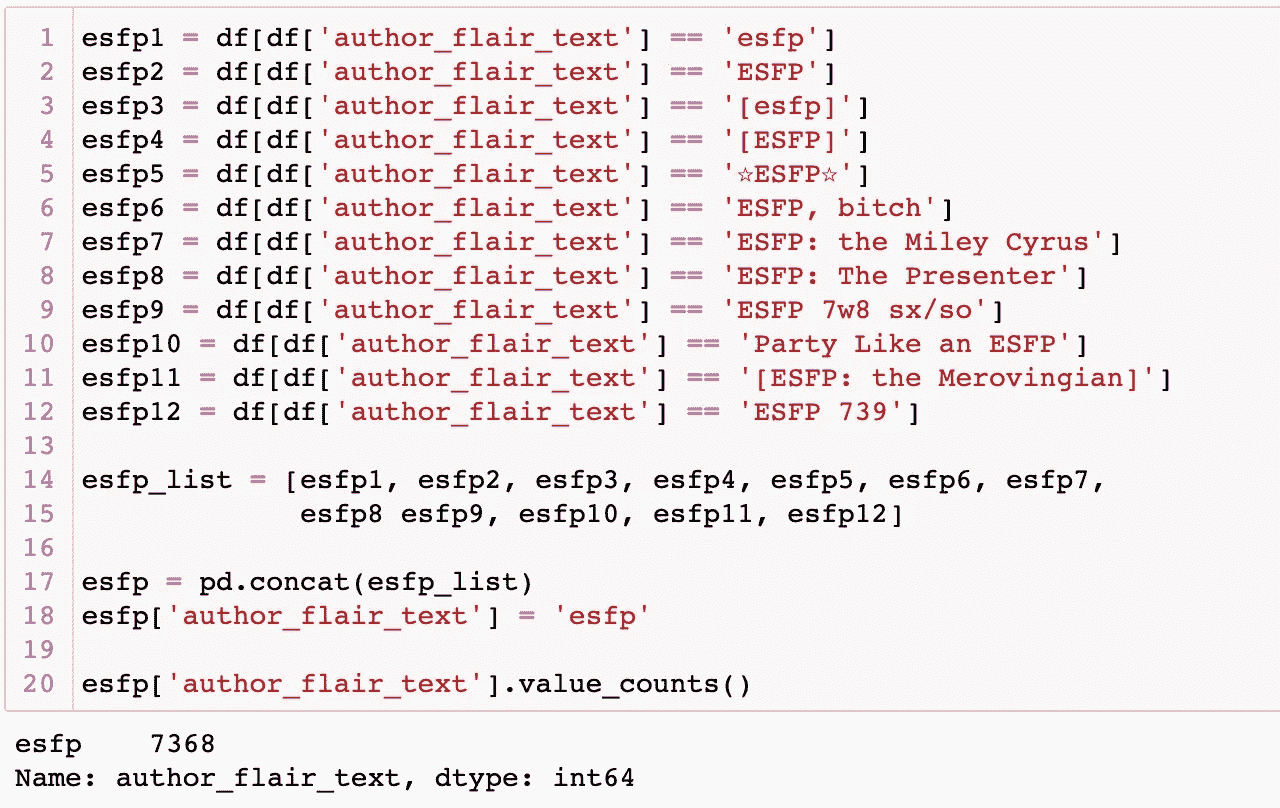 1 esfp1 = df[df['author_flair_text'] == 'esfp']
2 esfp2 = df[df['author_flair_text'] == 'ESFP']
3 esfp3 = df[df['author_flair_text'] == '[esfp]']
4 esfp4 = df[df['author_flair_text'] == '[ESFP]']
5 esfp5 = df[df['author_flair_text'] == '☆ESFP☆']
6 esfp6 = df[df['author_flair_text'] == 'ESFP, bitch']
7 esfp7 = df[df['author_flair_text'] == 'ESFP: the Miley Cyrus']
8 esfp8 = df[df['author_flair_text'] == 'ESFP: The Presenter']
9 esfp9 = df[df['author_flair_text'] == 'ESFP 7w8 sx/so']
10 esfp10 = df[df['author_flair_text'] == 'Party Like an ESFP']
11 esfp11 = df[df['author_flair_text'] == '[ESFP: the Merovingian]']
12 esfp12 = df[df['author_flair_text'] == 'ESFP 739']
13
14 esfp_list = [esfp1, esfp2, esfp3, esfp4, esfp5, esfp6, esfp7,
15 esfp8 esfp9, esfp10, esfp11, esfp12]
16
17 esfp = pd.concat(esfp_list)
18 esfp['author_flair_text'] = 'esfp'
19
20 esfp['author_flair_text'].value_counts()
esfp 7368
Name: author_flair_text, dtype: int64